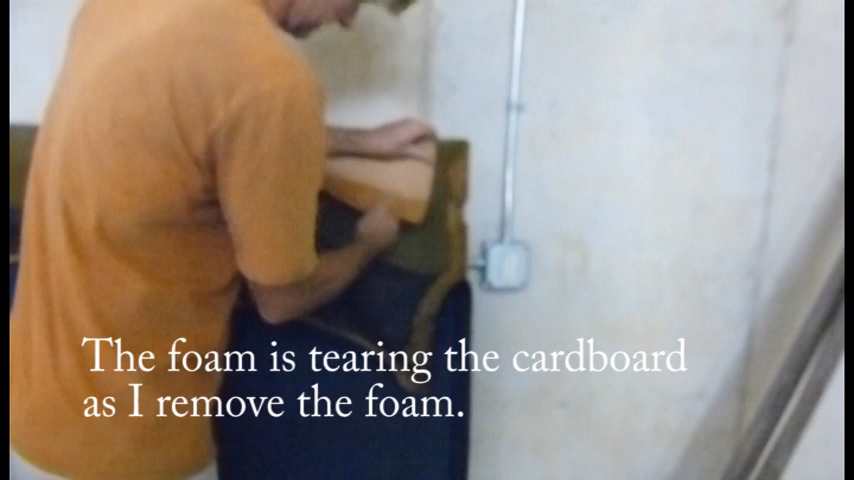 The foam is tearing the cardboard
as I remove the foam.